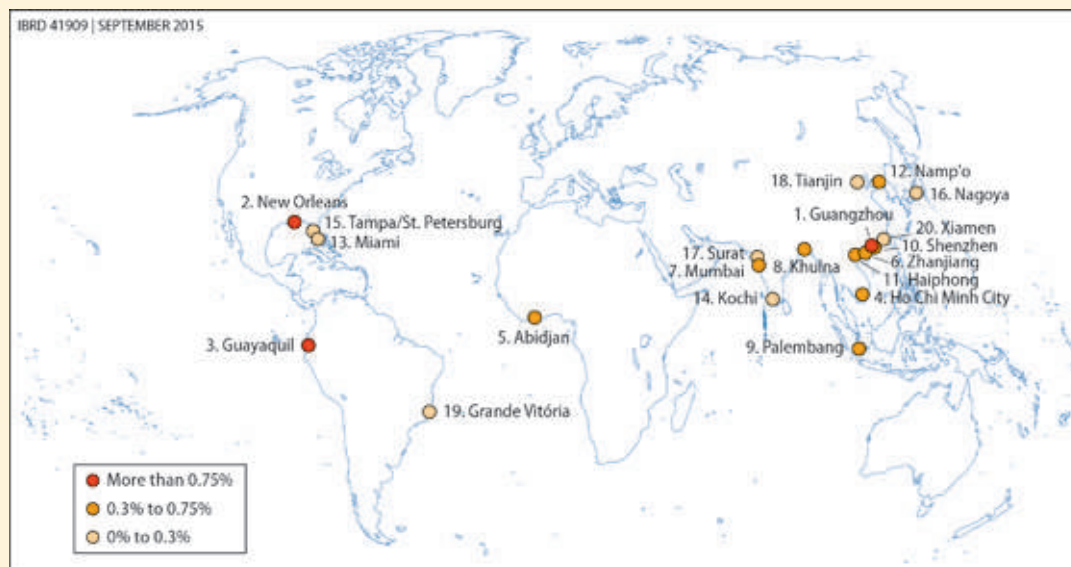 IBRD 41909 | SEPTEMBER 2015
12. Namp'o
18. Tianjin
16. Nagoya
2. New Orleans
1. Guangzhou
15. Tampa/St. Petersburg
20. Xiamen
13. Miami
10. Shenzhen
17. Surat
6. Zhanjiang
7. Mumbai
8. Khulna
11. Haiphong
14. Kochi
4. Ho Chi Minh City
5. Abidjan
3. Guayaquil
9. Palembang
19. Grande Vitória
More than 0.75%
0.3% to 0.75%
0% to 0.3%